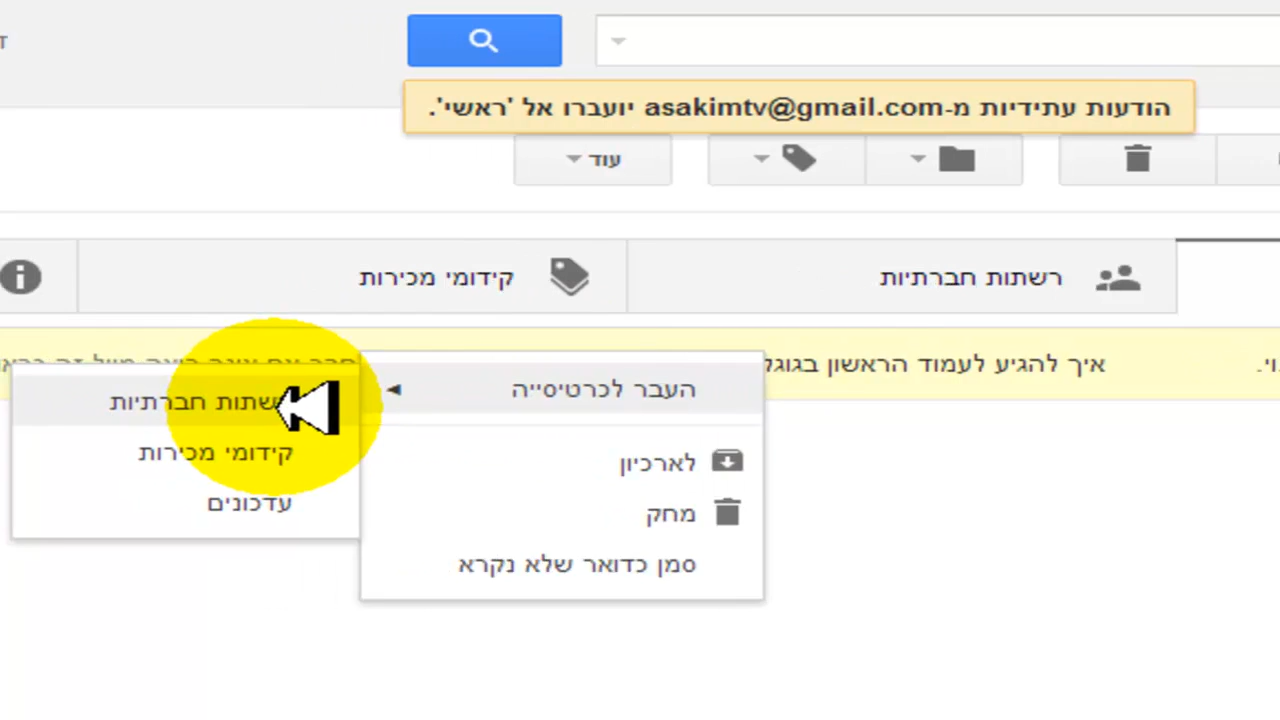 הודעות עתידיות מ-asakimtv@gmail.com יועברו אל 'ראשי'.
עוד
רשתות חברתיות
קידומי מכירות
איך להגיע לעמוד הראשון בגוגל
העבר לכרטיסייה
לארכיון
מחק
סמן כדואר שלא נקרא
רשתות חברתיות
קידומי מכירות
עדכונים